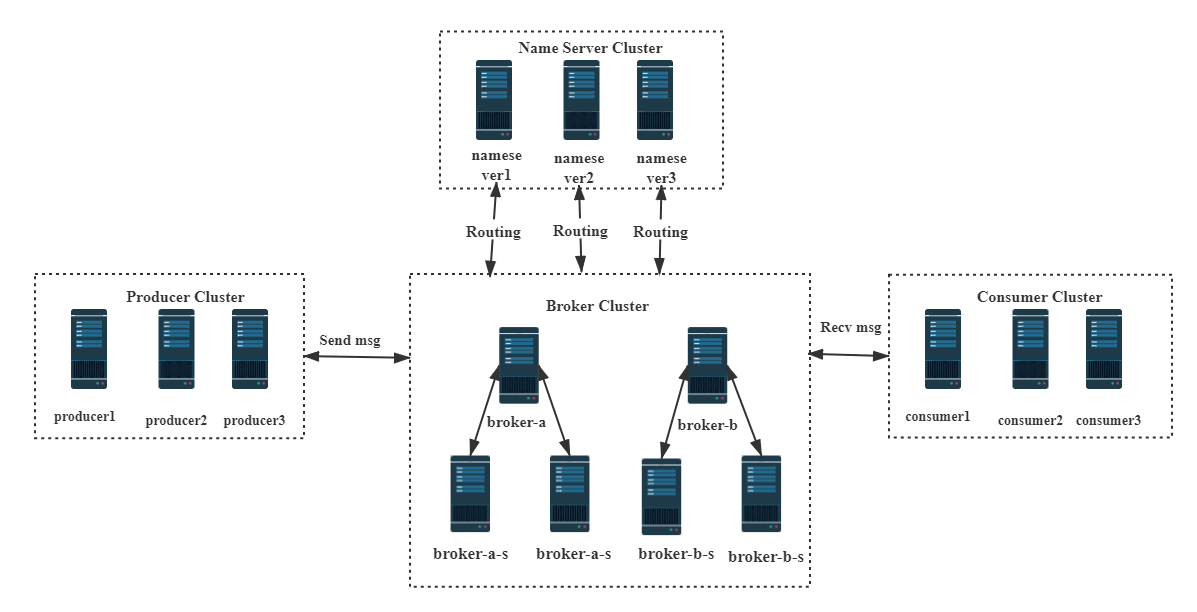 Name Server Cluster
namese
ver1
namese
ver2
namese
ver3
Routing
Routing
Routing
Producer Cluster
producer1
producer2
producer3
Send msg
Broker Cluster
broker-a
broker-b
broker-a-s
broker-a-s
broker-b-s
broker-b-s
Recv msg
Consumer Cluster
consumer1
consumer2
consumer3